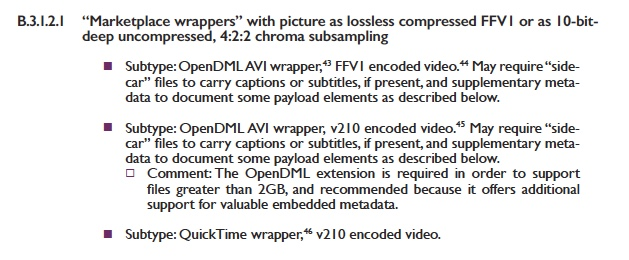 B.3.1.2.1 “Marketplace wrappers” with picture as lossless compressed FFV1 or as 10-bit-
deep uncompressed, 4:2:2 chroma subsampling
■ Subtype: OpenDML AVI wrapper,⁴³ FFV1 encoded video.⁴⁴ May require “side-
car” files to carry captions or subtitles, if present, and supplementary meta-
data to document some payload elements as described below.
■ Subtype: OpenDML AVI wrapper, v210 encoded video.⁴⁵ May require “side-
car” files to carry captions or subtitles, if present, and supplementary meta-
data to document some payload elements as described below.
□ Comment: The OpenDML extension is required in order to support
files greater than 2GB, and recommended because it offers additional
support for valuable embedded metadata.
■ Subtype: QuickTime wrapper,⁴⁶ v210 encoded video.